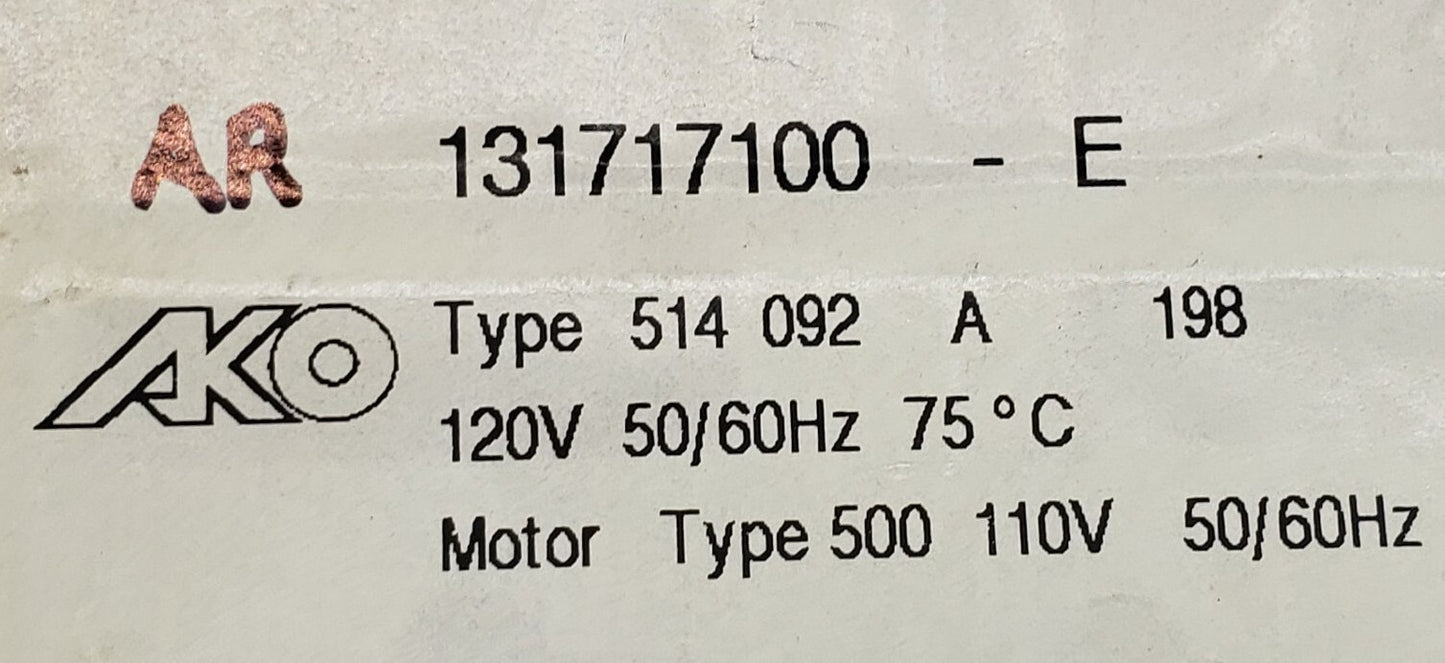 AR 131717100 - E
AKO Type 514 092 A 198
120V 50/60Hz 75°C
Motor Type 500 110V 50/60Hz